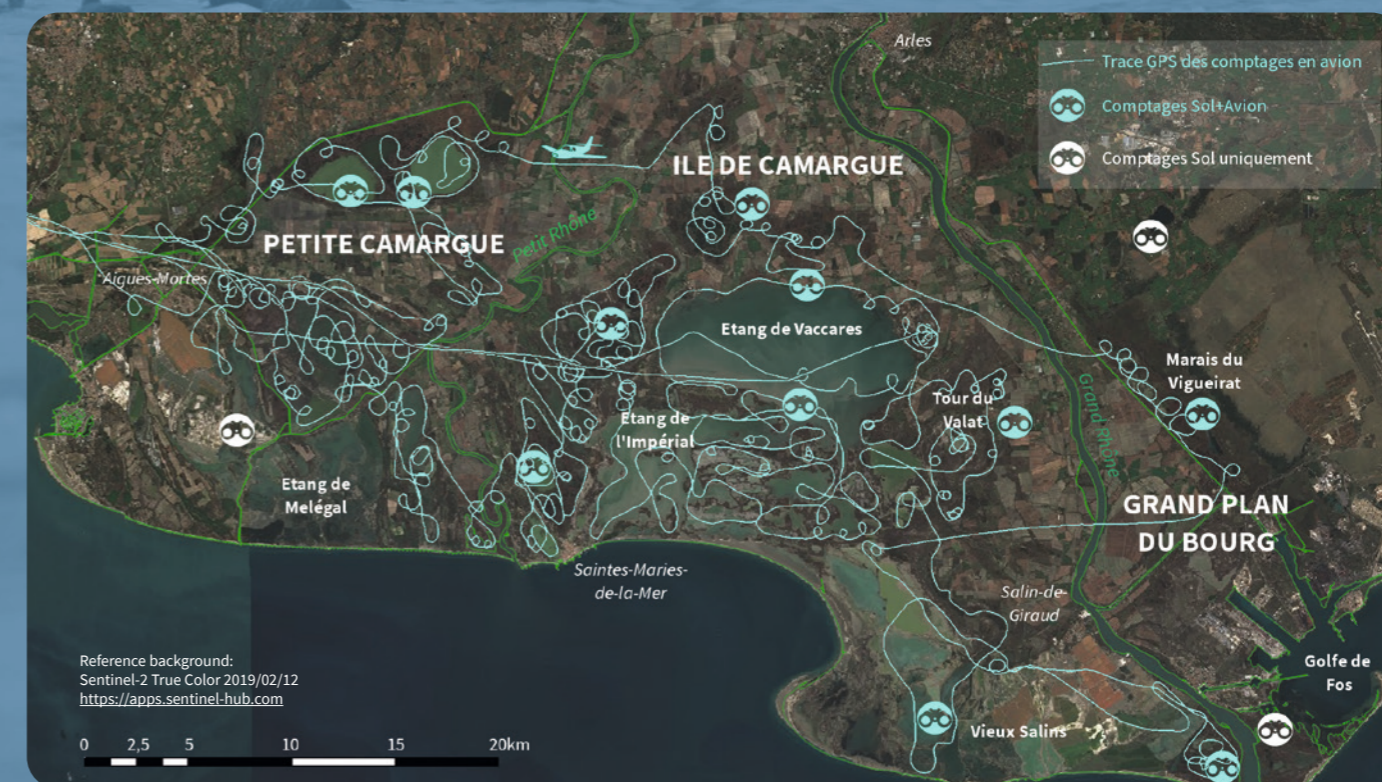 Arles
Trace GPS des comptages en avion
Comptages Sol+Avion
Comptages Sol uniquement
ILE DE CAMARGUE
PETITE CAMARGUE
Petit Rhône
Aigues-Mortes
Etang de Vaccares
Marais du
Vigueirat
Tour du
Valat
Grand Rhône
Etang de
l'Impérial
Etang de
Melégal
GRAND PLAN
DU BOURG
Saintes-Maries-
de-la-Mer
Salin-de-
Giraud
Golfe de
Fos
Vieux Salins
Reference background:
Sentinel-2 True Color 2019/02/12
https://apps.sentinel-hub.com
0 2,5 5 10 15 20km